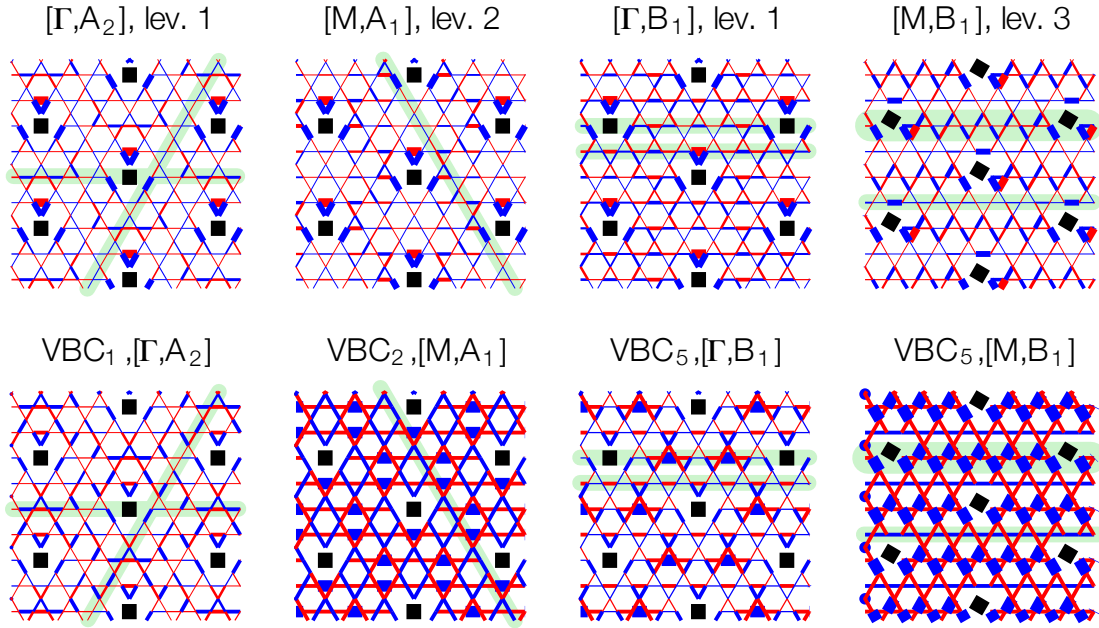 [Γ,A₂], lev. 1 [M,A₁], lev. 2 [Γ,B₁], lev. 1 [M,B₁], lev. 3
VBC₁ ,[Γ,A₂] VBC₂ ,[M,A₁] VBC₅,[Γ,B₁] VBC₅,[M,B₁]